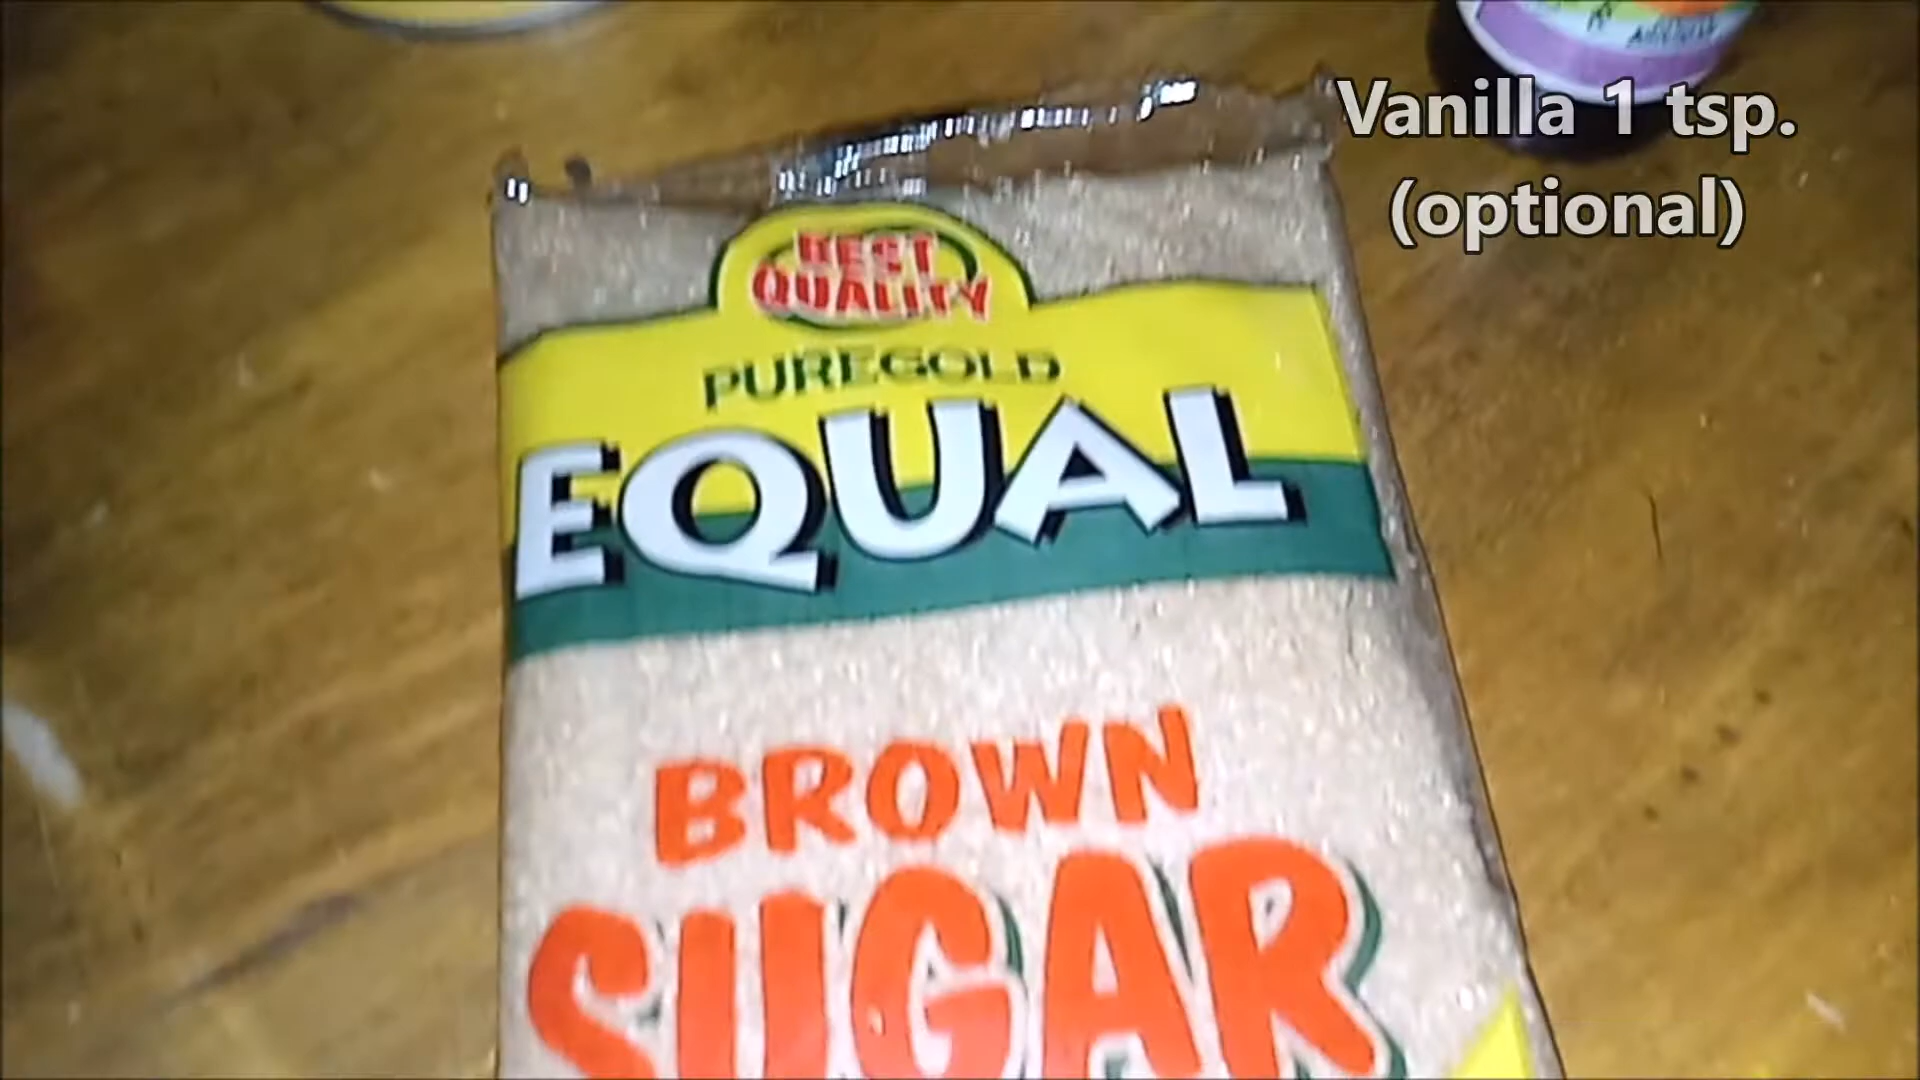 Vanilla 1 tsp.
(optional)
BEST
QUALITY
PUREGOLD
EQUAL
BROWN
SUGAR